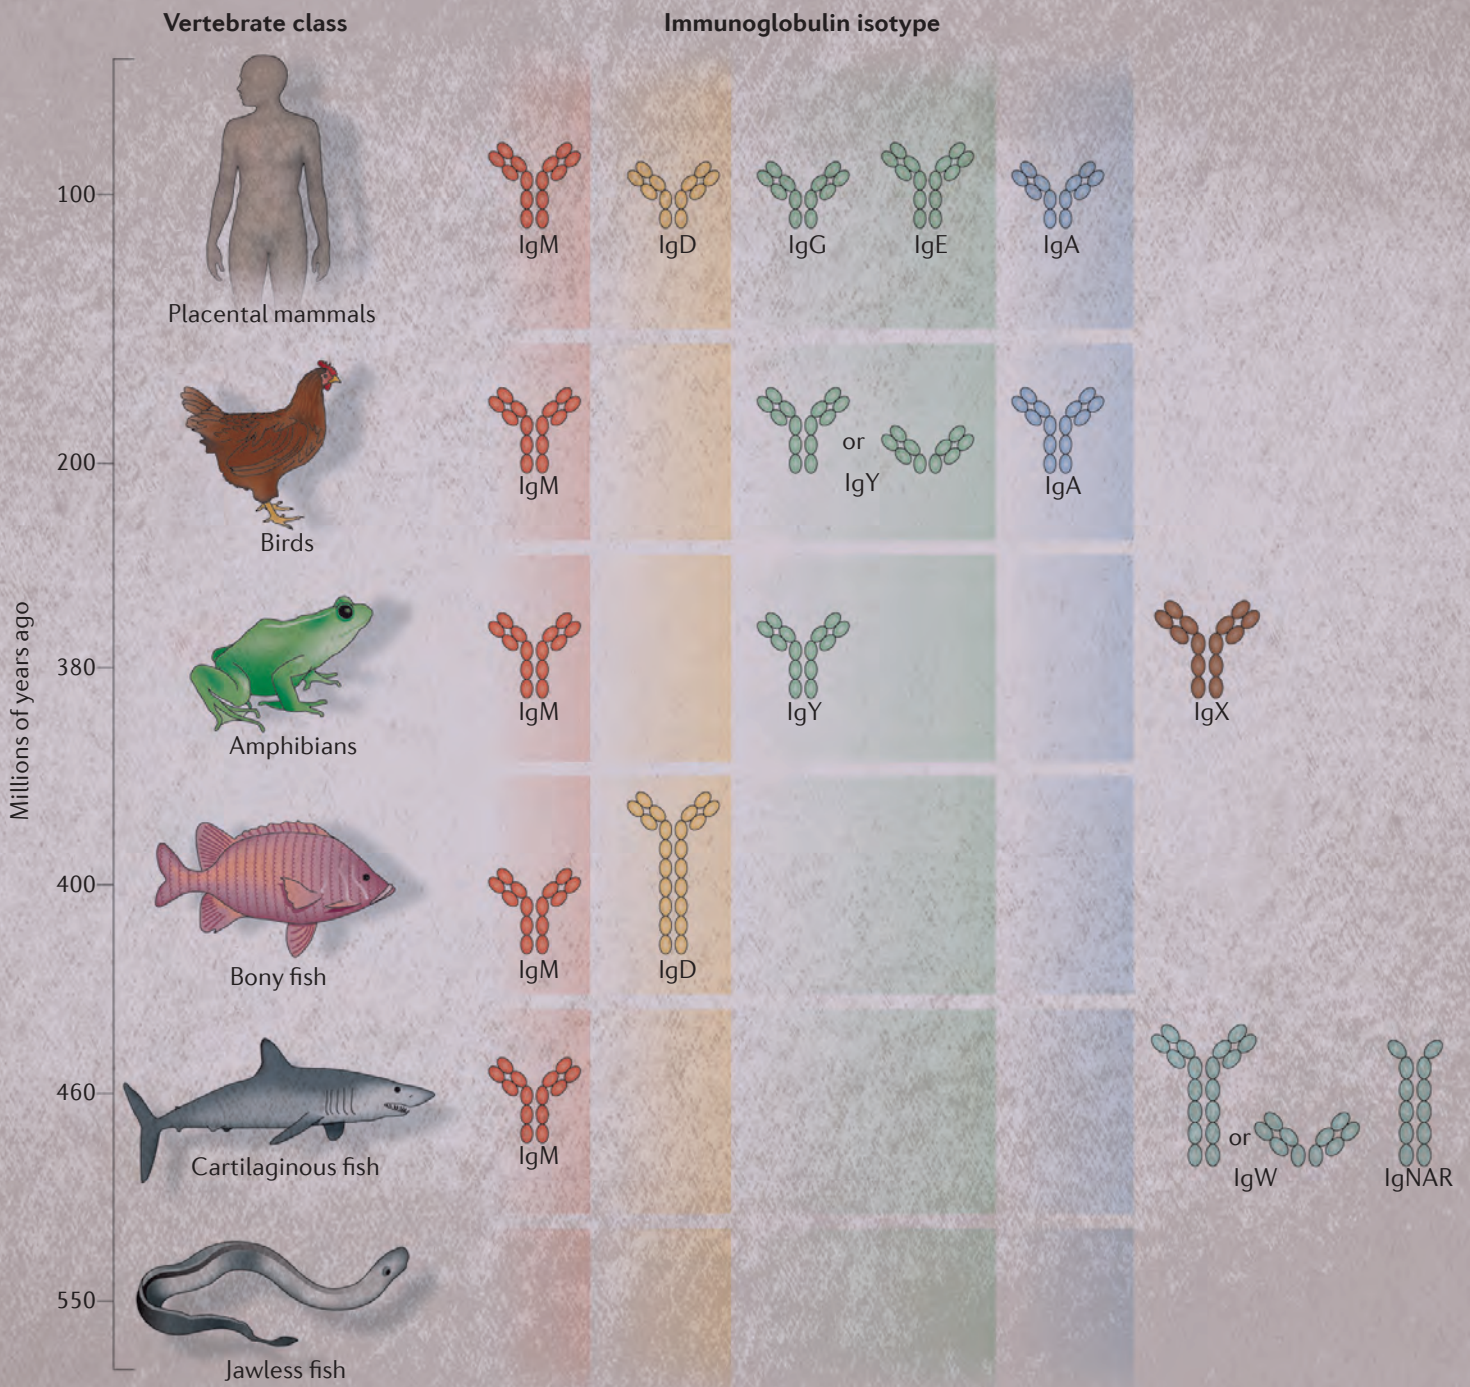 Vertebrate class
Immunoglobulin isotype
Millions of years ago
100
IgM
IgD
IgG
IgE
IgA
Placental mammals
200
or
IgM
IgY
IgA
Birds
380
IgM
IgY
IgX
Amphibians
400
IgM
IgD
Bony fish
460
or
IgM
Cartilaginous fish
IgW
IgNAR
550
Jawless fish